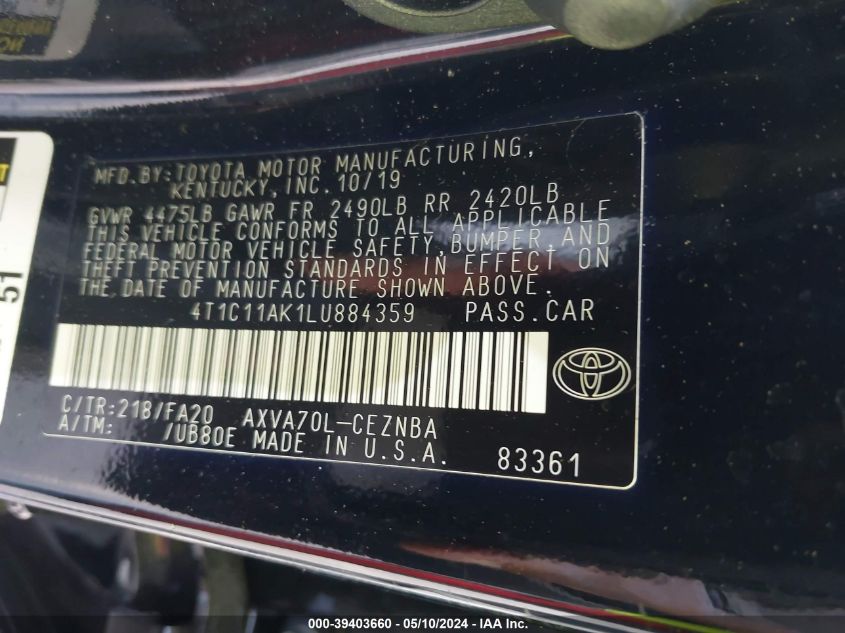 MFD.BY:TOYOTA MOTOR MANUFACTURING,
KENTUCKY, INC. 10/19
GVWR 4475LB GAWR FR 2490LB RR 2420LB
THIS VEHICLE CONFORMS TO ALL APPLICABLE
FEDERAL MOTOR VEHICLE SAFETY, BUMPER, AND
THEFT PREVENTION STANDARDS IN EFFECT ON
THE DATE OF MANUFACTURE SHOWN ABOVE.
4T1C11AK1LU884359 PASS.CAR
C/TR:218/FA20 AXVA70L-CEZNBA
A/TM: /UB80E MADE IN U.S.A.
83361
51
000-39403660 - 05/10/2024 - IAA Inc.